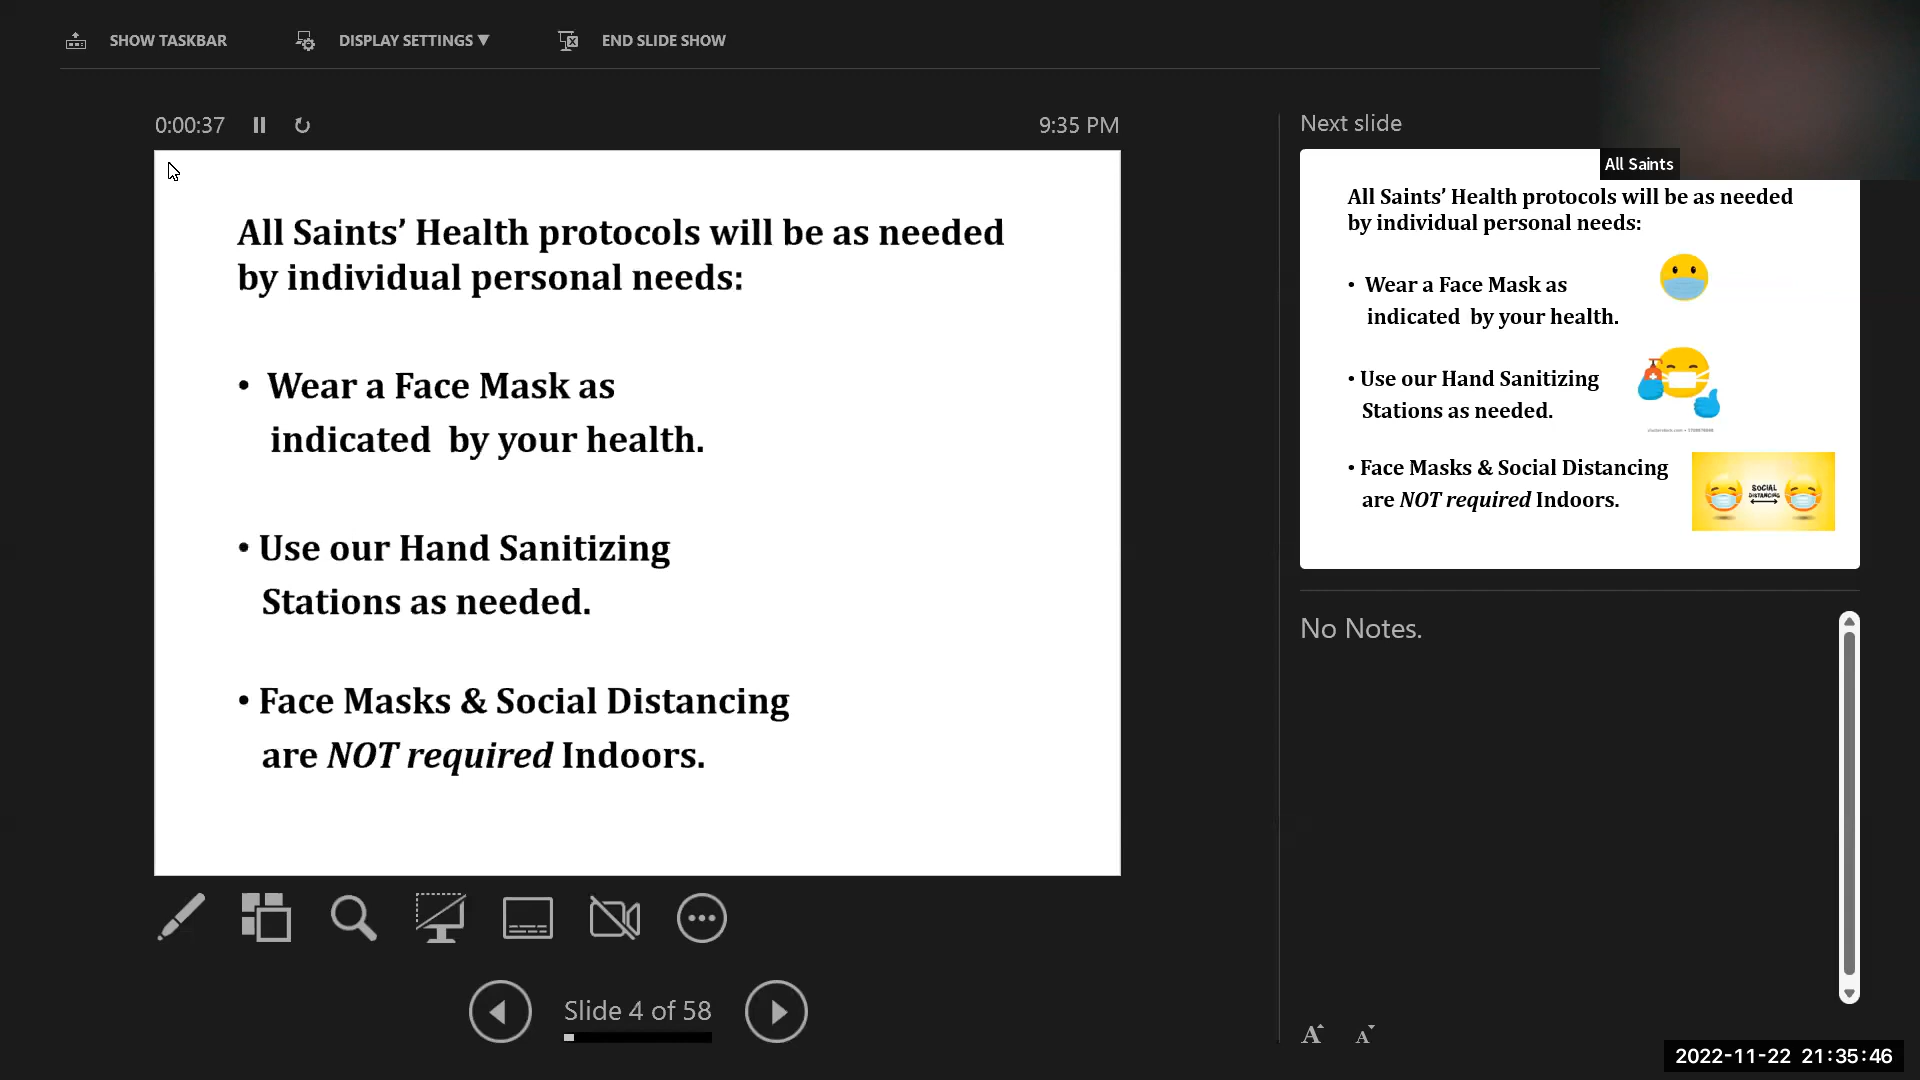 SHOW TASKBAR
DISPLAY SETTINGS ▼
END SLIDE SHOW
0:00:37
9:35 PM
All Saints’ Health protocols will be as needed
by individual personal needs:
• Wear a Face Mask as
indicated by your health.
• Use our Hand Sanitizing
Stations as needed.
• Face Masks & Social Distancing
are NOT required Indoors.
Slide 4 of 58
Next slide
All Saints
All Saints’ Health protocols will be as needed
by individual personal needs:
• Wear a Face Mask as
indicated by your health.
• Use our Hand Sanitizing
Stations as needed.
• Face Masks & Social Distancing
are NOT required Indoors.
SOCIAL
DISTANCING
No Notes.
A A
2022-11-22 21:35:46